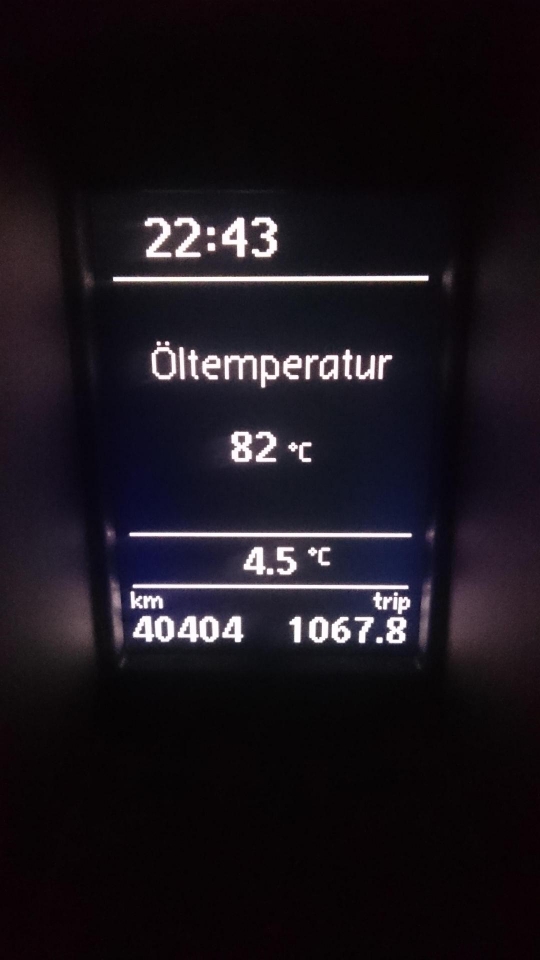 22:43
Öltemperatur
82 °C
4.5 °C
km trip
40404 1067.8